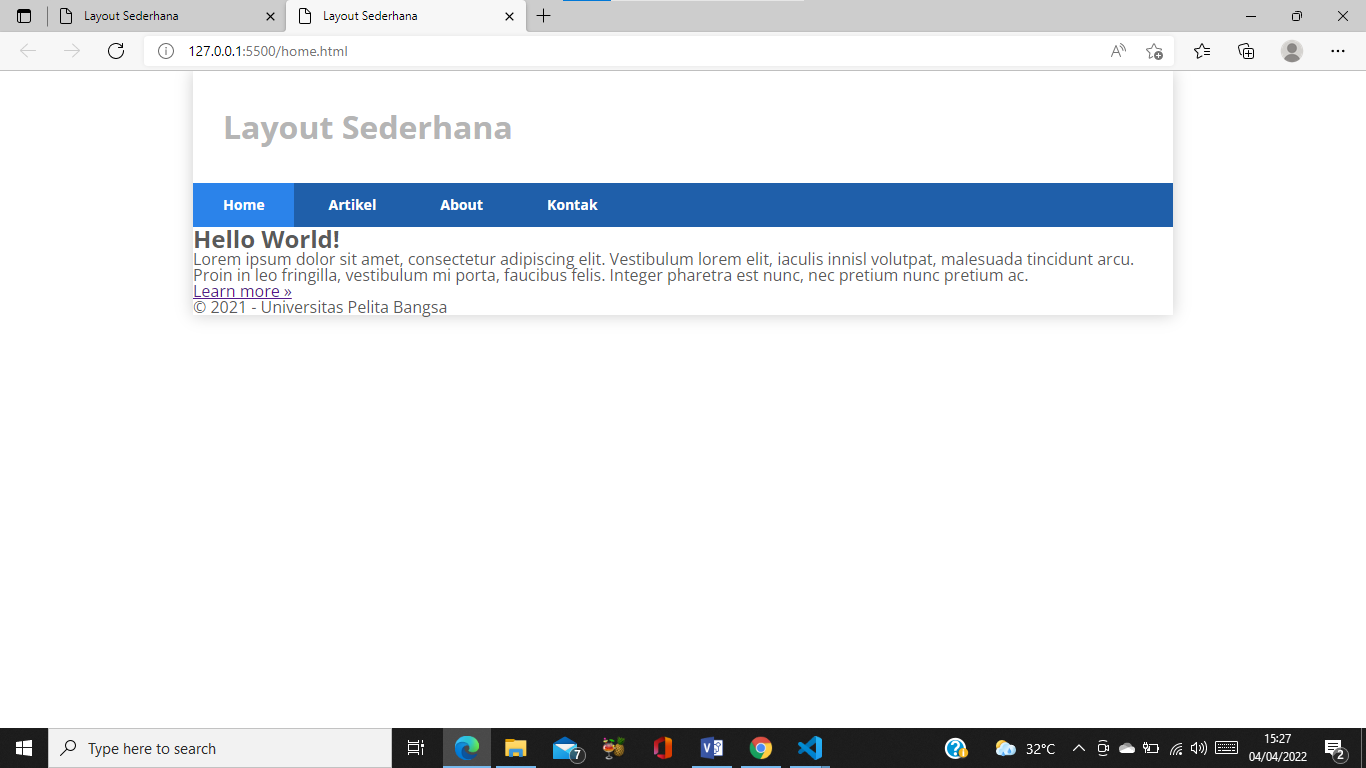 Layout Sederhana
Layout Sederhana
127.0.0.1:5500/home.html
Layout Sederhana
Home Artikel About Kontak
Hello World!
Lorem ipsum dolor sit amet, consectetur adipiscing elit. Vestibulum lorem elit, iaculis innisl volutpat, malesuada tincidunt arcu.
Proin in leo fringilla, vestibulum mi porta, faucibus felis. Integer pharetra est nunc, nec pretium nunc pretium ac.
Learn more »
© 2021 - Universitas Pelita Bangsa
Type here to search
7
32°C
15:27
04/04/2022
2